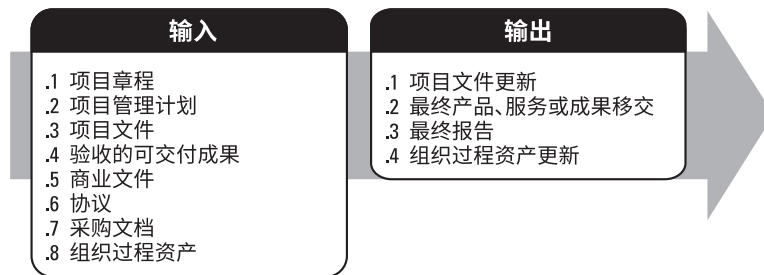 输入
.1 项目章程
.2 项目管理计划
.3 项目文件
.4 验收的可交付成果
.5 商业文件
.6 协议
.7 采购文档
.8 组织过程资产
输出
.1 项目文件更新
.2 最终产品、服务或成果移交
.3 最终报告
.4 组织过程资产更新